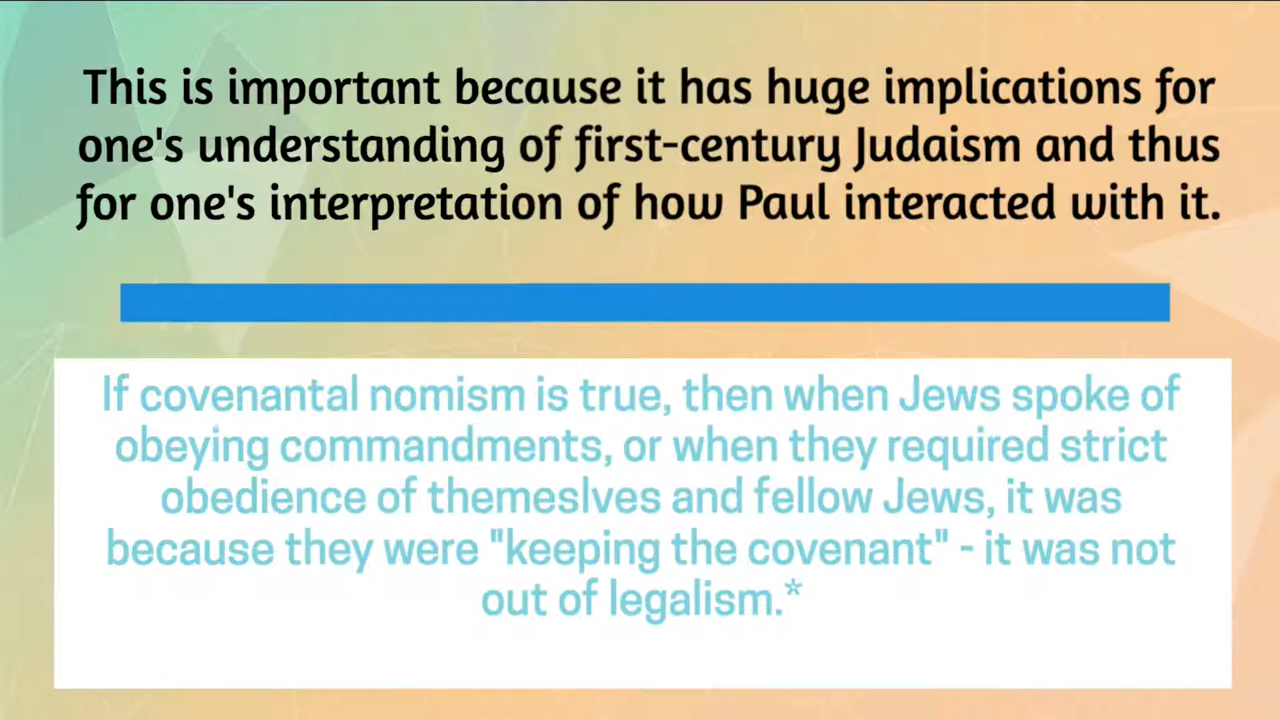 This is important because it has huge implications for
one's understanding of first-century Judaism and thus
for one's interpretation of how Paul interacted with it.
If covenantal nomism is true, then when Jews spoke of
obeying commandments, or when they required strict
obedience of themeslves and fellow Jews, it was
because they were "keeping the covenant" - it was not
out of legalism.*